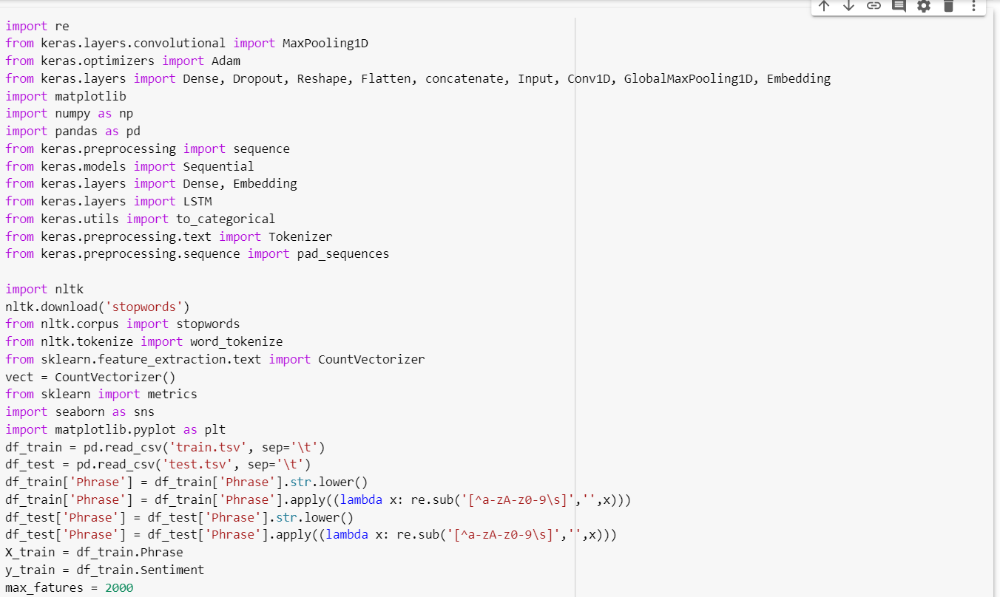 import re
from keras.layers.convolutional import MaxPooling1D
from keras.optimizers import Adam
from keras.layers import Dense, Dropout, Reshape, Flatten, concatenate, Input, Conv1D, GlobalMaxPooling1D, Embedding
import matplotlib
import numpy as np
import pandas as pd
from keras.preprocessing import sequence
from keras.models import Sequential
from keras.layers import Dense, Embedding
from keras.layers import LSTM
from keras.utils import to_categorical
from keras.preprocessing.text import Tokenizer
from keras.preprocessing.sequence import pad_sequences

import nltk
nltk.download('stopwords')
from nltk.corpus import stopwords
from nltk.tokenize import word_tokenize
from sklearn.feature_extraction.text import CountVectorizer
vect = CountVectorizer()
from sklearn import metrics
import seaborn as sns
import matplotlib.pyplot as plt
df_train = pd.read_csv('train.tsv', sep='\t')
df_test = pd.read_csv('test.tsv', sep='\t')
df_train['Phrase'] = df_train['Phrase'].str.lower()
df_train['Phrase'] = df_train['Phrase'].apply((lambda x: re.sub('[^a-zA-z0-9\s]','',x)))
df_test['Phrase'] = df_test['Phrase'].str.lower()
df_test['Phrase'] = df_test['Phrase'].apply((lambda x: re.sub('[^a-zA-z0-9\s]','',x)))
X_train = df_train.Phrase
y_train = df_train.Sentiment
max_fatures = 2000